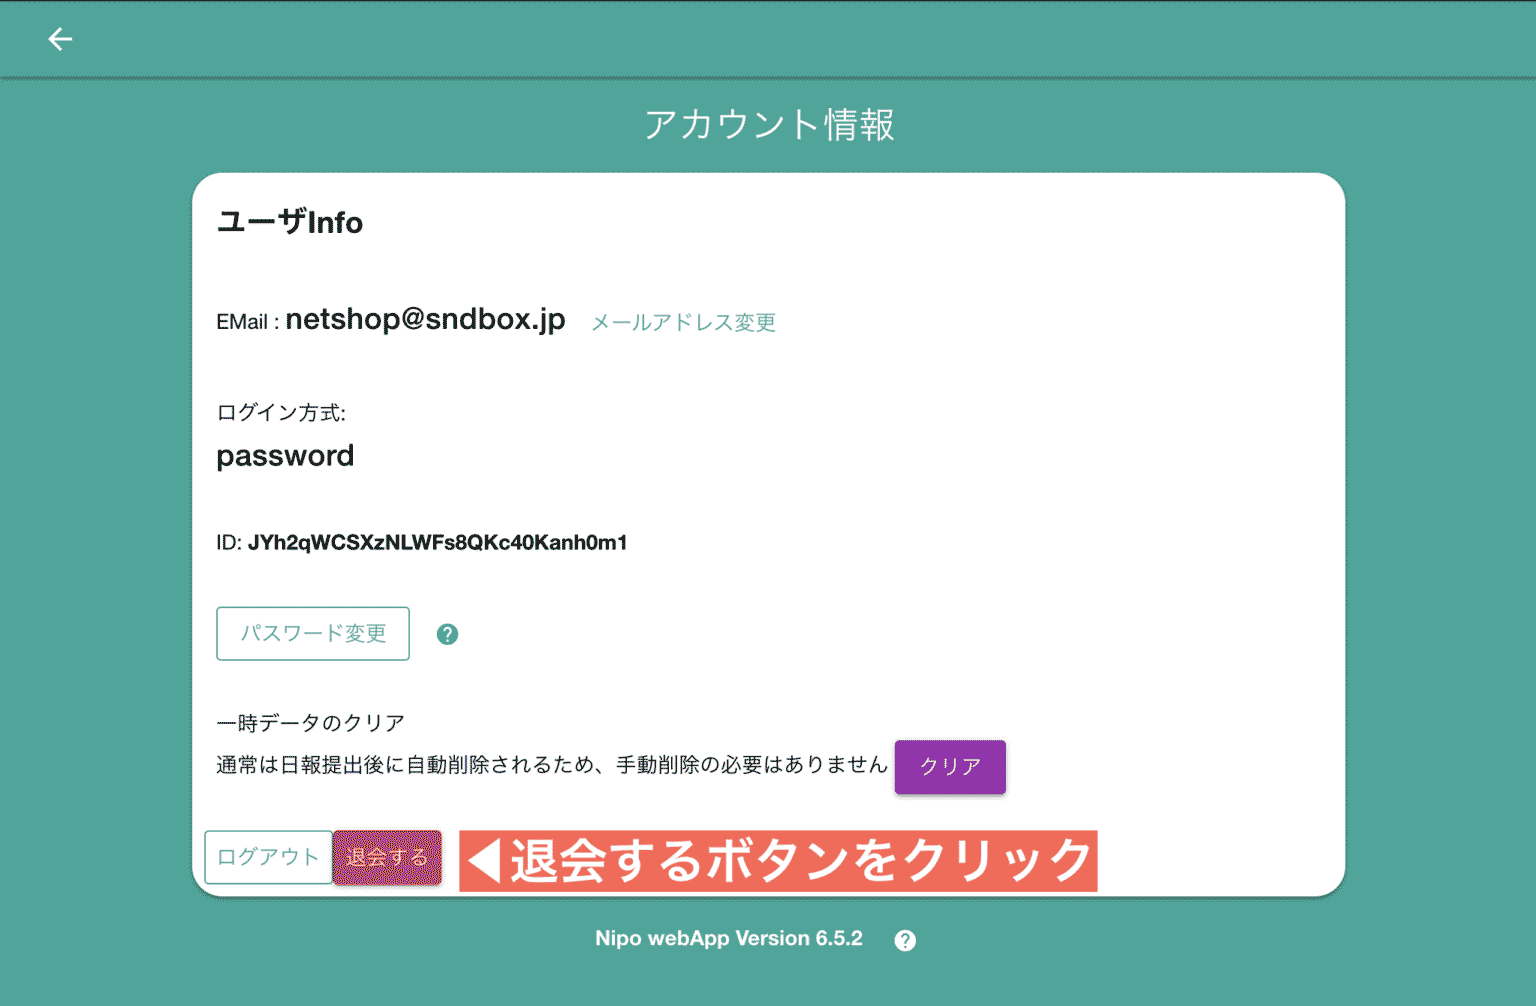 アカウント情報
ユーザInfo
EMail : netshop@sndbox.jp メールアドレス変更
ログイン方式:
password
ID: JYh2qWCSXzNLWFs8QKc40Kanh0m1
パスワード変更 ?
一時データのクリア
通常は日報提出後に自動削除されるため、手動削除の必要はありません クリア
ログアウト 退会する ◀退会するボタンをクリック
Nipo webApp Version 6.5.2 ?